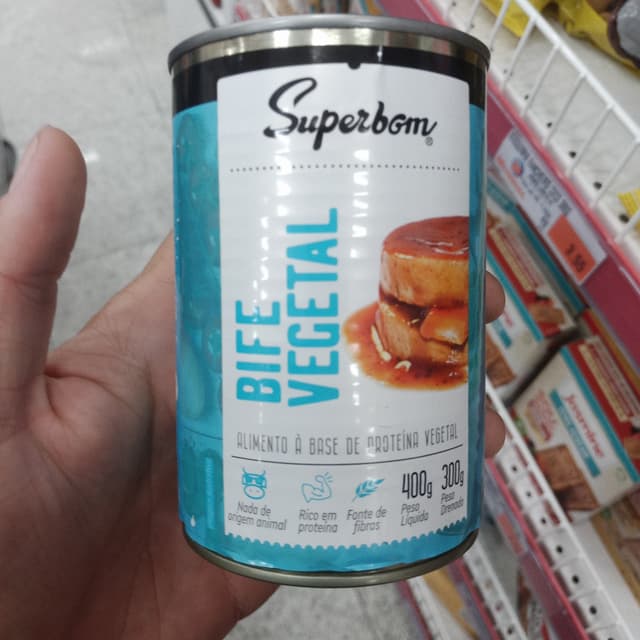 Superbom®
BIFE
VEGETAL
ALIMENTO À BASE DE PROTEÍNA VEGETAL
Nada de
origem animal
Rico em
proteína
Fonte de
fibras
400g
Peso
Líquido
300g
Peso
Drenado